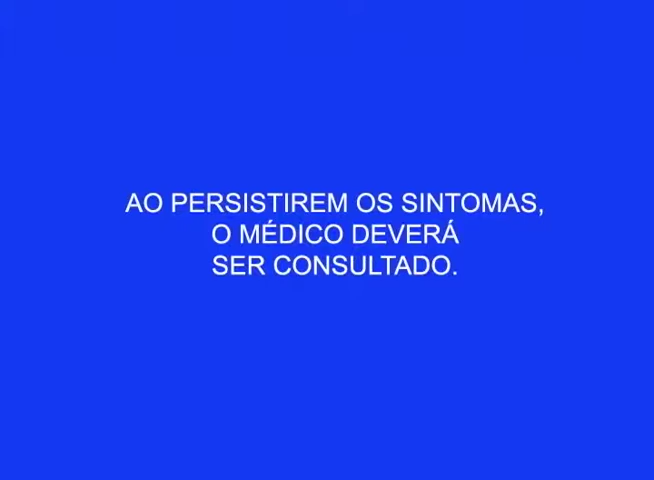 AO PERSISTIREM OS SINTOMAS,
O MÉDICO DEVERÁ
SER CONSULTADO.